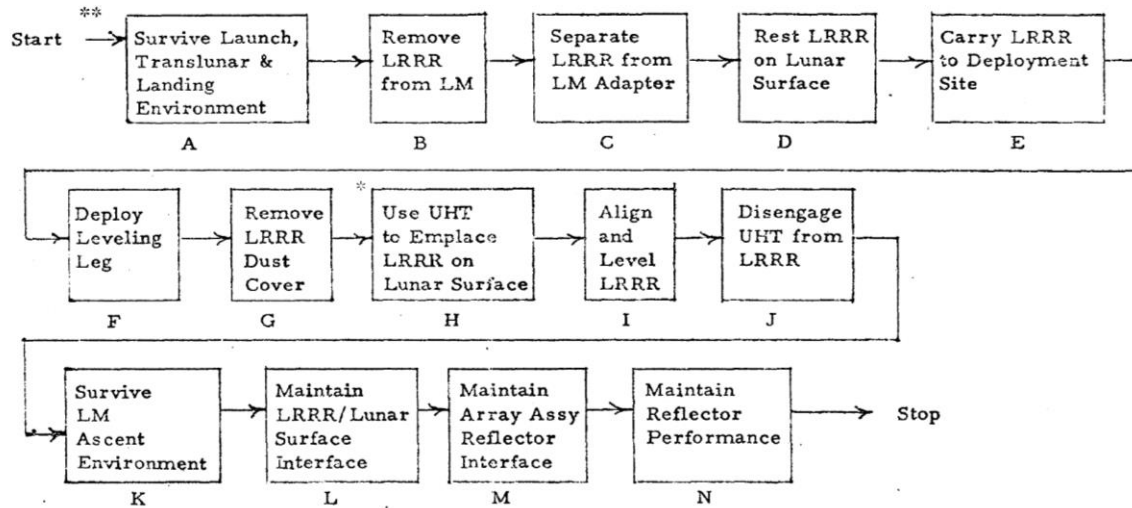 **
Start
Survive Launch,
Translunar &
Landing
Environment
A
Remove
LRRR
from LM
B
Separate
LRRR from
LM Adapter
C
Rest LRRR
on Lunar
Surface
D
Carry LRRR
to Deployment
Site
E
Deploy
Leveling
Leg
F
Remove
LRRR
Dust
Cover
G
*
Use UHT
to Emplace
LRRR on
Lunar Surface
H
Align
and
Level
LRRR
I
Disengage
UHT from
LRRR
J
Survive
LM
Ascent
Environment
K
Maintain
LRRR/Lunar
Surface
Interface
L
Maintain
Array Assy
Reflector
Interface
M
Maintain
Reflector
Performance
N
Stop